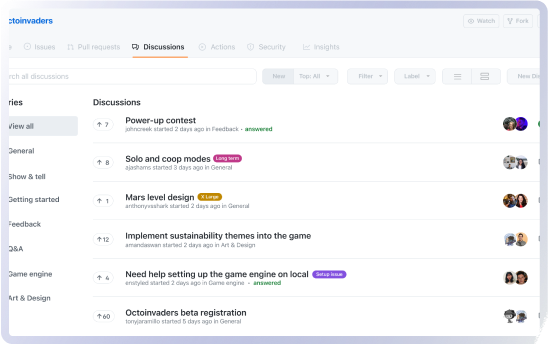 octoinvaders
Watch
Fork
Issues
Pull requests
Discussions
Actions
Security
Insights
rch all discussions
New
Top: All
Filter
Label
New Dis
ries
View all
General
Show & tell
Getting started
Feedback
Q&A
Game engine
Art & Design
Discussions
7
Power-up contest
johncreek started 2 days ago in Feedback • answered
8
Solo and coop modes Long term
ajashams started 3 days ago in General
1
Mars level design X Large
anthonyvshark started 2 days ago in General
12
Implement sustainability themes into the game
amandaswan started 2 days ago in Art & Design
4
Need help setting up the game engine on local Setup issue
enstyled started 2 days ago in Game engine • answered
60
Octoinvaders beta registration
tonyjaramillo started 5 days ago in General